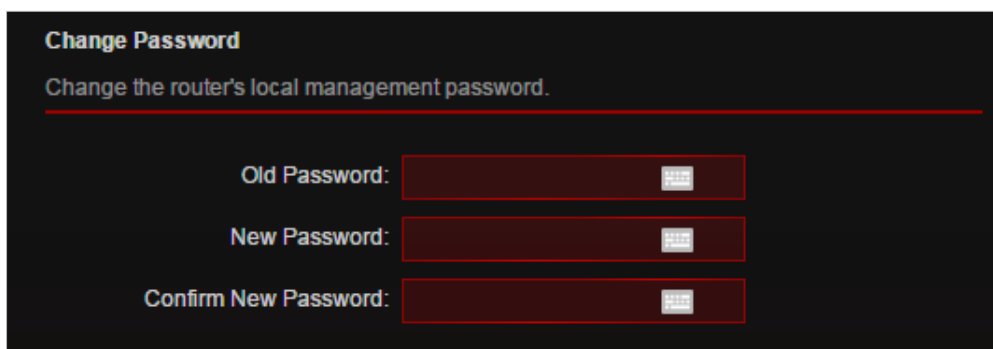 Change Password
Change the router's local management password.
Old Password:
New Password:
Confirm New Password: